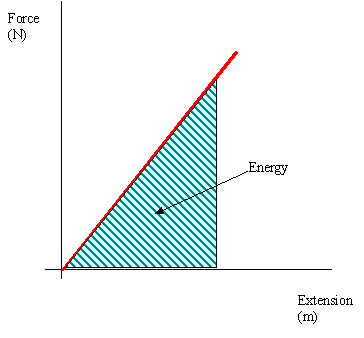 Force
(N)
Energy
Extension
(m)